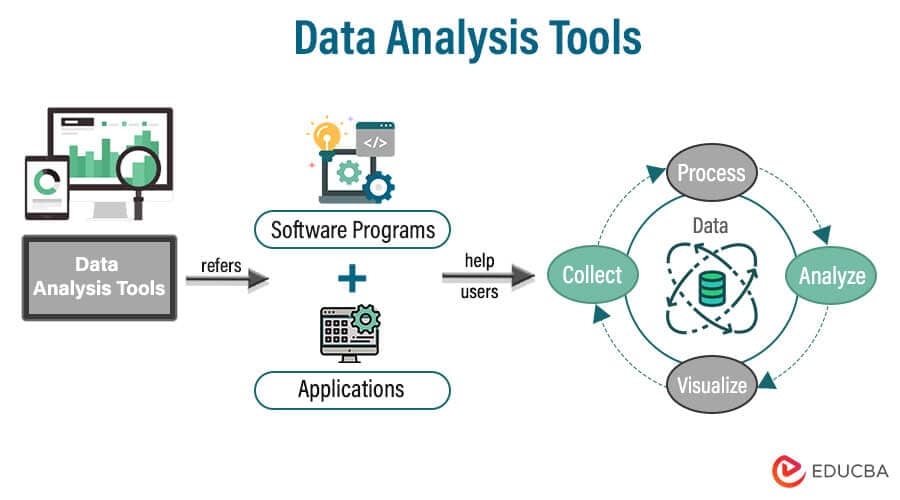 Data Analysis Tools
</>
Data
Analysis Tools
refers
Software Programs
+
Applications
help
users
Process
Data
Collect
Analyze
Visualize
EDUCBA